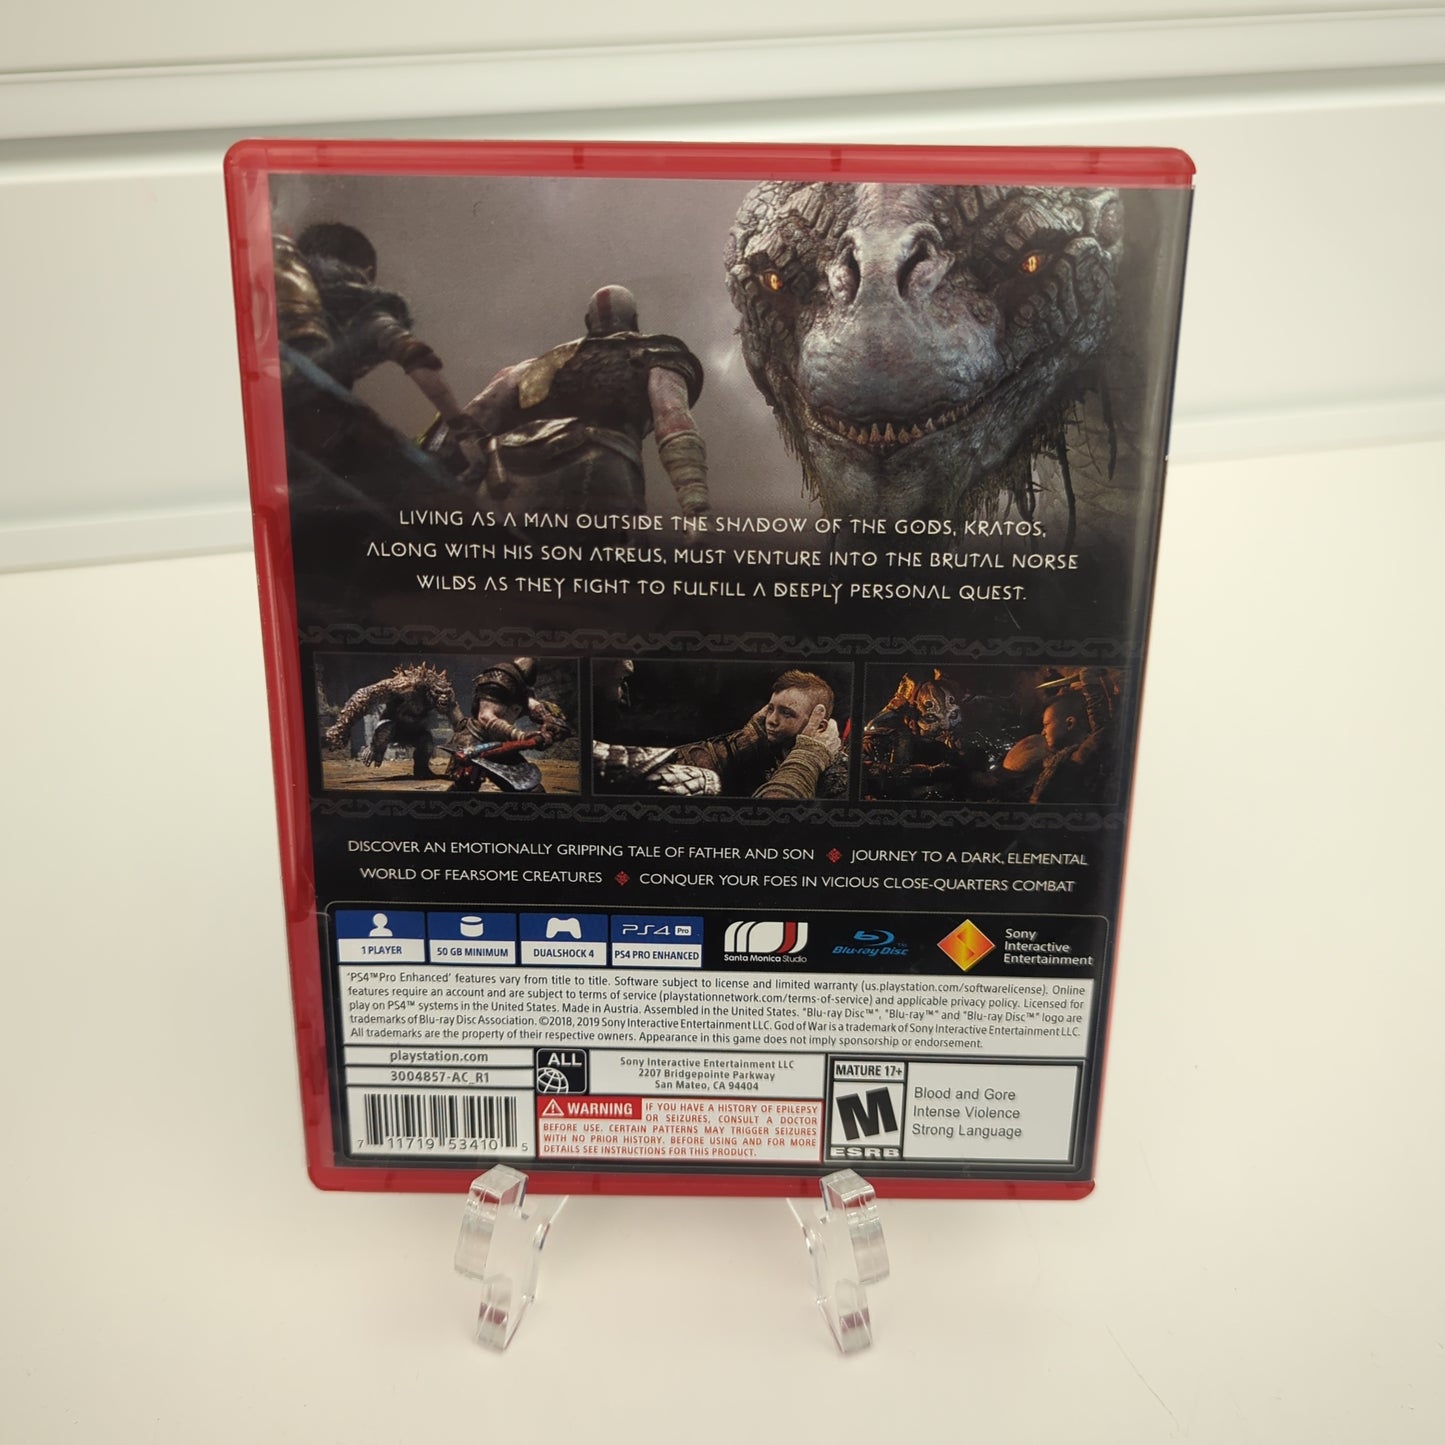 LIVING AS A MAN OUTSIDE THE SHADOW OF THE GODS, KRATOS,
ALONG WITH HIS SON ATREUS, MUST VENTURE INTO THE BRUTAL NORSE
WILDS AS THEY FIGHT TO FULFILL A DEEPLY PERSONAL QUEST.
DISCOVER AN EMOTIONALLY GRIPPING TALE OF FATHER AND SON JOURNEY TO A DARK, ELEMENTAL
WORLD OF FEARSOME CREATURES CONQUER YOUR FOES IN VICIOUS CLOSE-QUARTERS COMBAT
1 PLAYER
50 GB MINIMUM
DUALSHOCK 4
PS4 Pro
PS4 PRO ENHANCED
Santa Monica Studio
Blu-ray Disc™
Sony
Interactive
Entertainment
'PS4™Pro Enhanced' features vary from title to title. Software subject to license and limited warranty (us.playstation.com/softwarelicense). Online
features require an account and are subject to terms of service (playstationnetwork.com/terms-of-service) and applicable privacy policy. Licensed for
play on PS4™ systems in the United States. Made in Austria. Assembled in the United States. "Blu-ray Disc™", "Blu-ray™" and "Blu-ray Disc™" logo are
trademarks of Blu-ray Disc Association. ©2018, 2019 Sony Interactive Entertainment LLC. God of War is a trademark of Sony Interactive Entertainment LLC.
All trademarks are the property of their respective owners. Appearance in this game does not imply sponsorship or endorsement.
playstation.com
3004857-AC_R1
7 11719 53410 5
ALL
Sony Interactive Entertainment LLC
2207 Bridgepointe Parkway
San Mateo, CA 94404
WARNING IF YOU HAVE A HISTORY OF EPILEPSY
OR SEIZURES, CONSULT A DOCTOR
BEFORE USE. CERTAIN PATTERNS MAY TRIGGER SEIZURES
WITH NO PRIOR HISTORY. BEFORE USING AND FOR MORE
DETAILS SEE INSTRUCTIONS FOR THIS PRODUCT.
MATURE 17+
M
ESRB
Blood and Gore
Intense Violence
Strong Language